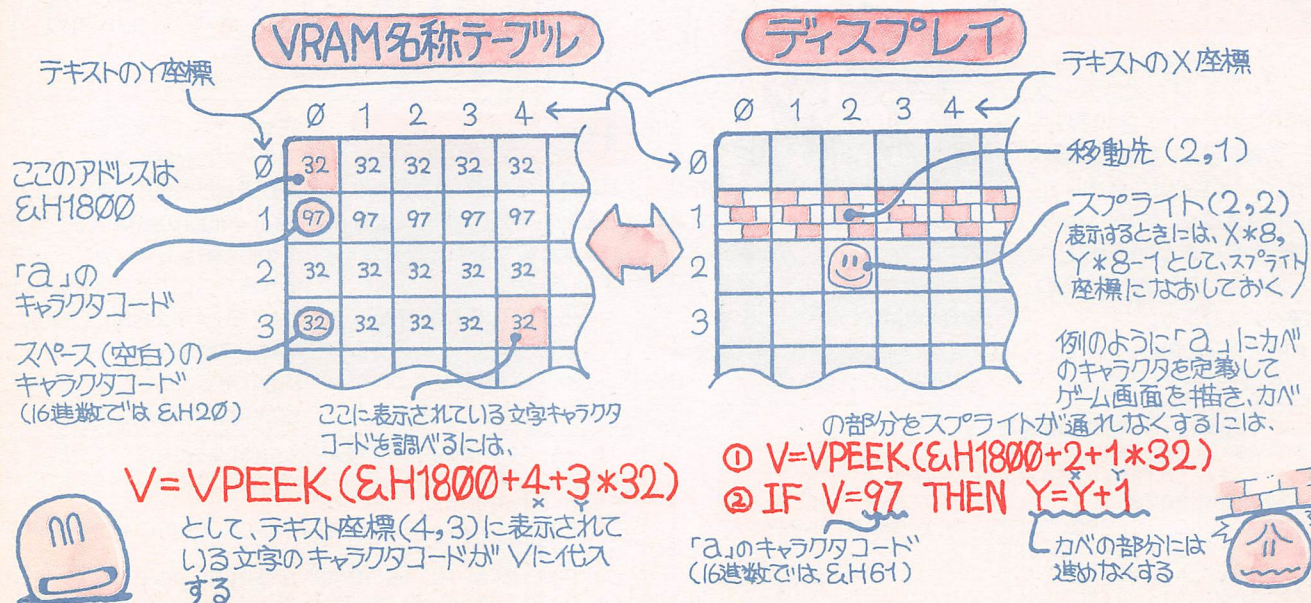 VRAM名称テーブル
テキストのY座標
0 1 2 3 4
0 32 32 32 32 32
1 97 97 97 97 97
2 32 32 32 32 32
3 32 32 32 32 32
ここのアドレスは
&H1800
「a」の
キャラクタコード
スペース(空白)の
キャラクタコード
(16進数では&H20)
ここに表示されている文字キャラクタ
コードを調べるには、
V=VPEEK(&H1800+4+3*32)
X Y
として、テキスト座標(4,3)に表示されて
いる文字のキャラクタコードがVに代入
する
ディスプレイ
テキストのX座標
0 1 2 3 4
0
1
2
3
移動先(2,1)
スプライト(2,2)
(表示するときには、X*8,
Y*8-1として、スプライト
座標になおしておく)
例のように「a」にカベ
のキャラクタを定義して
ゲーム画面を描き、カベ
の部分をスプライトが通れなくするには、
① V=VPEEK(&H1800+2+1*32)
X Y
② IF V=97 THEN Y=Y+1
「a」のキャラクタコード
(16進数では&H61)
カベの部分には
進めなくする